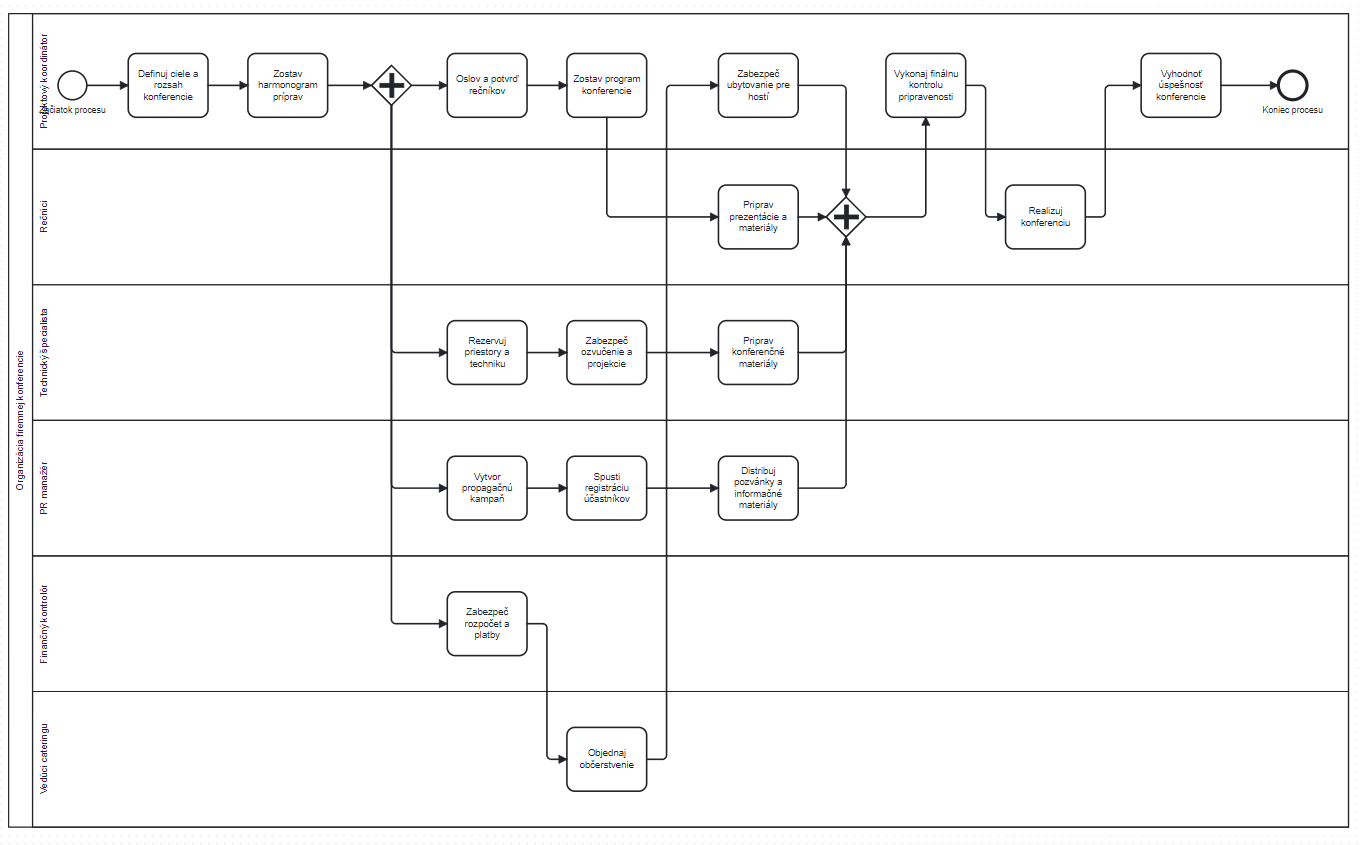 Organizácia firemnej konferencie
Projektový koordinátor
Začiatok procesu
Definuj ciele a
rozsah
konferencie
Zostav
harmonogram
príprav
Oslov a potvrď
rečníkov
Zostav program
konferencie
Zabezpeč
ubytovanie pre
hostí
Vykonaj finálnu
kontrolu
pripravenosti
Vyhodnoť
úspešnosť
konferencie
Koniec procesu
Rečníci
Priprav
prezentácie a
materiály
Realizuj
konferenciu
Technický špecialista
Rezervuj
priestory a
techniku
Zabezpeč
ozvučenie a
projekcie
Priprav
konferenčné
materiály
PR manažér
Vytvor
propagačnú
kampaň
Spusti
registráciu
účastníkov
Distribuj
pozvánky a
informačné
materiály
Finančný kontrolór
Zabezpeč
rozpočet a
platby
Vedúci cateringu
Objednaj
občerstvenie